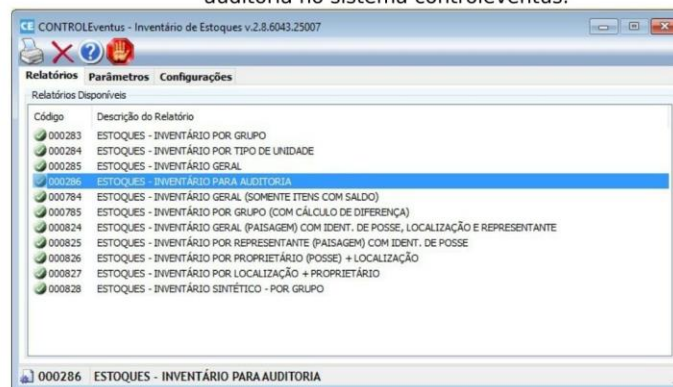 auditoria no sistema controleventus:
CE CONTROLEventus - Inventário de Estoques v.2.8.6043.25007
Relatórios Parâmetros Configurações
Relatórios Disponíveis
Código Descrição do Relatório
000283 ESTOQUES - INVENTÁRIO POR GRUPO
000284 ESTOQUES - INVENTÁRIO POR TIPO DE UNIDADE
000285 ESTOQUES - INVENTÁRIO GERAL
000286 ESTOQUES - INVENTÁRIO PARA AUDITORIA
000784 ESTOQUES - INVENTÁRIO GERAL (SOMENTE ITENS COM SALDO)
000785 ESTOQUES - INVENTÁRIO POR GRUPO (COM CÁLCULO DE DIFERENÇA)
000824 ESTOQUES - INVENTÁRIO GERAL (PAISAGEM) COM IDENT. DE POSSE, LOCALIZAÇÃO E REPRESENTANTE
000825 ESTOQUES - INVENTÁRIO POR REPRESENTANTE (PAISAGEM) COM IDENT. DE POSSE
000826 ESTOQUES - INVENTÁRIO POR PROPRIETÁRIO (POSSE) + LOCALIZAÇÃO
000827 ESTOQUES - INVENTÁRIO POR LOCALIZAÇÃO + PROPRIETÁRIO
000828 ESTOQUES - INVENTÁRIO SINTÉTICO - POR GRUPO
000286 ESTOQUES - INVENTÁRIO PARA AUDITORIA